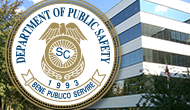 DEPARTMENT OF PUBLIC SAFETY
SC
1993
BENE PUBLICO SERVIRE